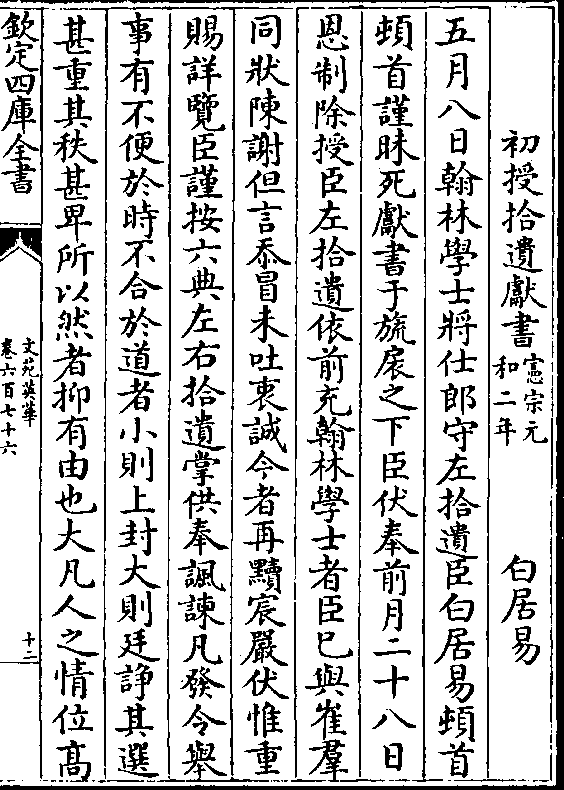 初授拾遺獻書憲宗元和二年 白居易
五月八日翰林學士將仕郎守左拾遺臣白居易頓首
頓首謹昧死獻書于旒扆之下臣伏奉前月二十八日
恩制除授臣左拾遺依前充翰林學士者臣已與崔羣
同狀陳謝但言忝冒未吐衷誠今者再黷宸嚴伏惟重
賜詳覽臣謹按六典左右拾遺掌供奉諷諫凡發令舉
事有不便於時不合於道者小則上封大則廷諍其選
甚重其秩甚卑所以然者抑有由也大凡人之情位高
欽定四庫全書
文苑英華
卷六百七十六
十二